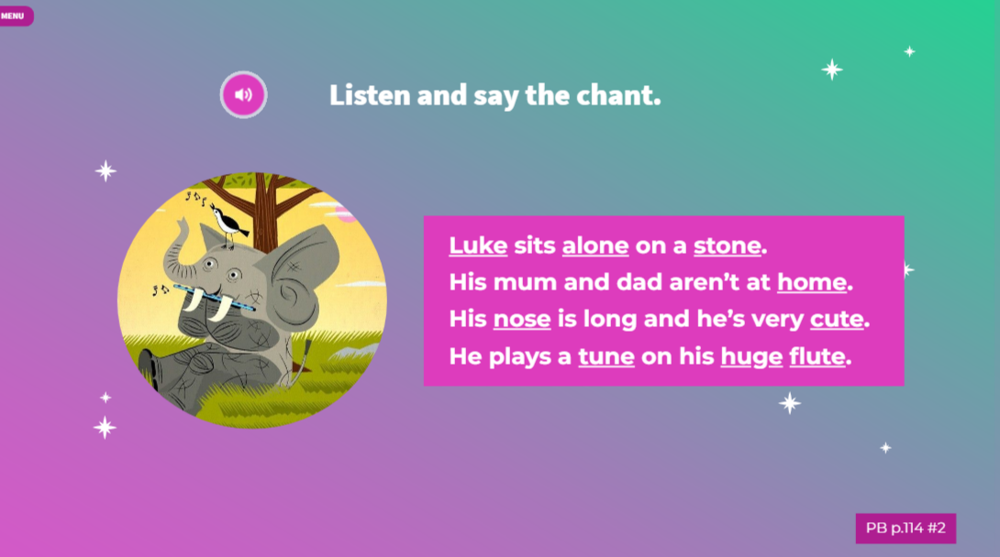 MENU
Listen and say the chant.
Luke sits alone on a stone.
His mum and dad aren’t at home.
His nose is long and he’s very cute.
He plays a tune on his huge flute.
PB p.114 #2